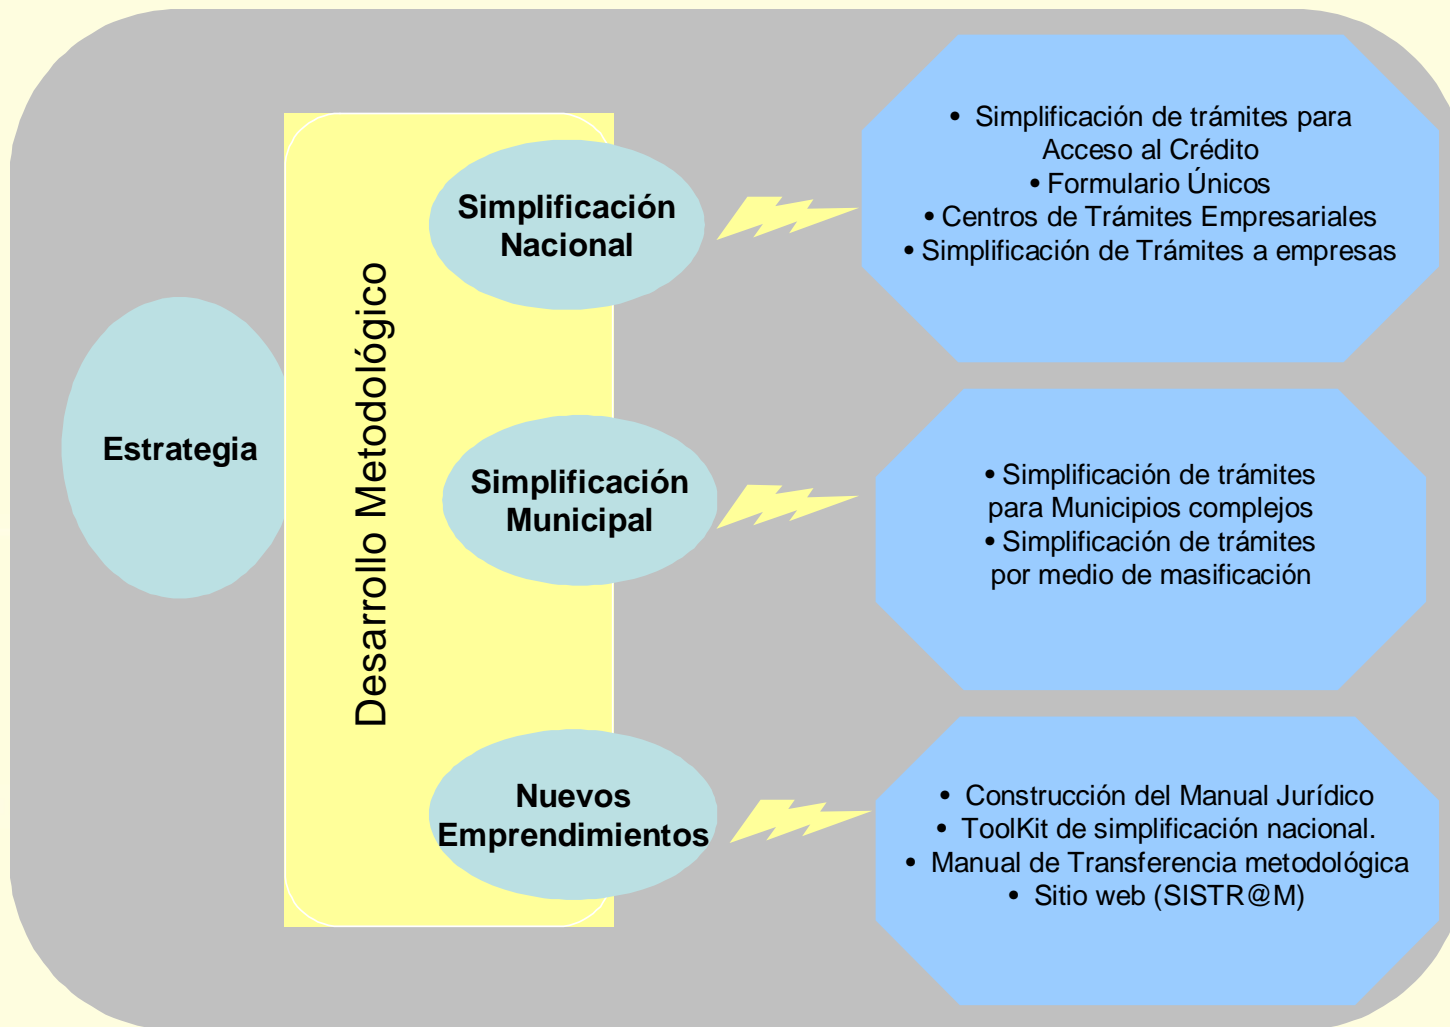 Estrategia
Desarrollo Metodológico
Simplificación
Nacional
• Simplificación de trámites para
Acceso al Crédito
• Formulario Únicos
• Centros de Trámites Empresariales
• Simplificación de Trámites a empresas
Simplificación
Municipal
• Simplificación de trámites
para Municipios complejos
• Simplificación de trámites
por medio de masificación
Nuevos
Emprendimientos
• Construcción del Manual Jurídico
• ToolKit de simplificación nacional.
• Manual de Transferencia metodológica
• Sitio web (SISTR@M)